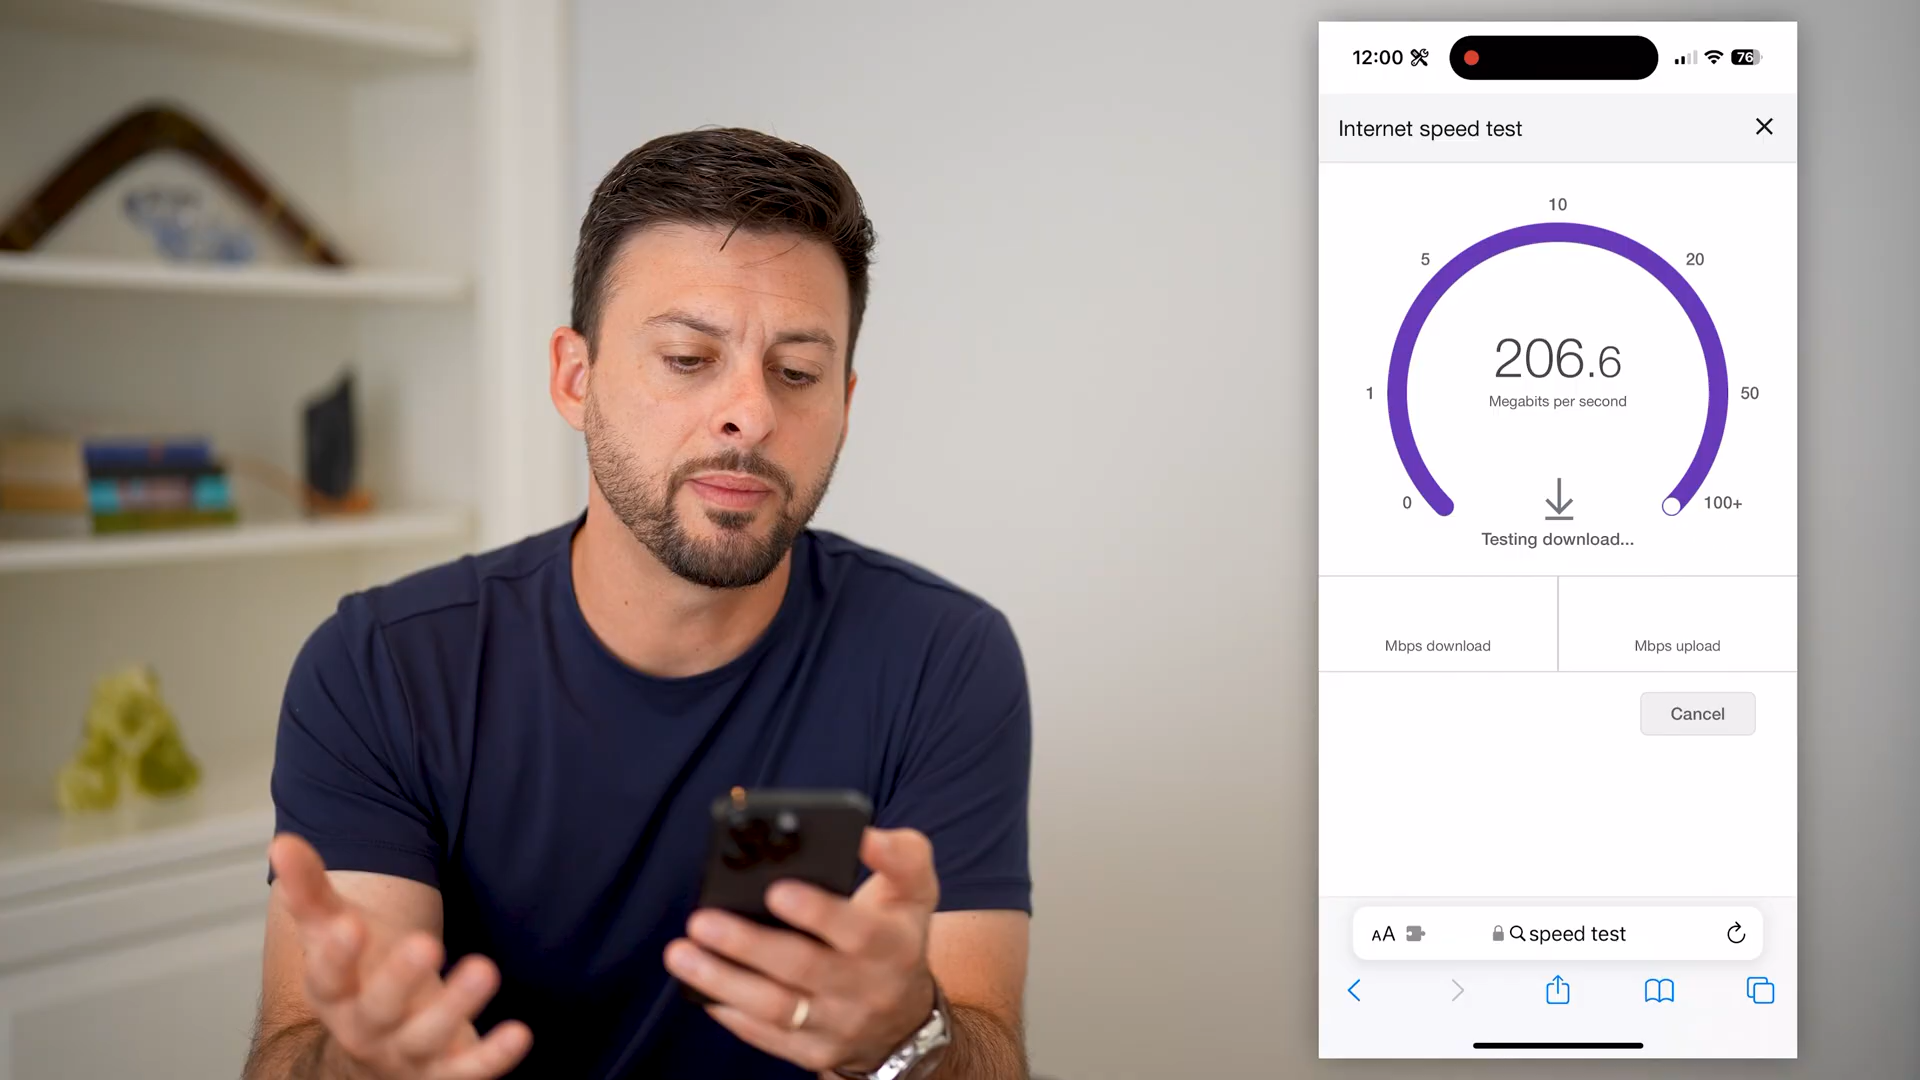 12:00
76
Internet speed test
10
5
20
206.6
Megabits per second
1
50
0
100+
Testing download...
Mbps download
Mbps upload
Cancel
AA
speed test